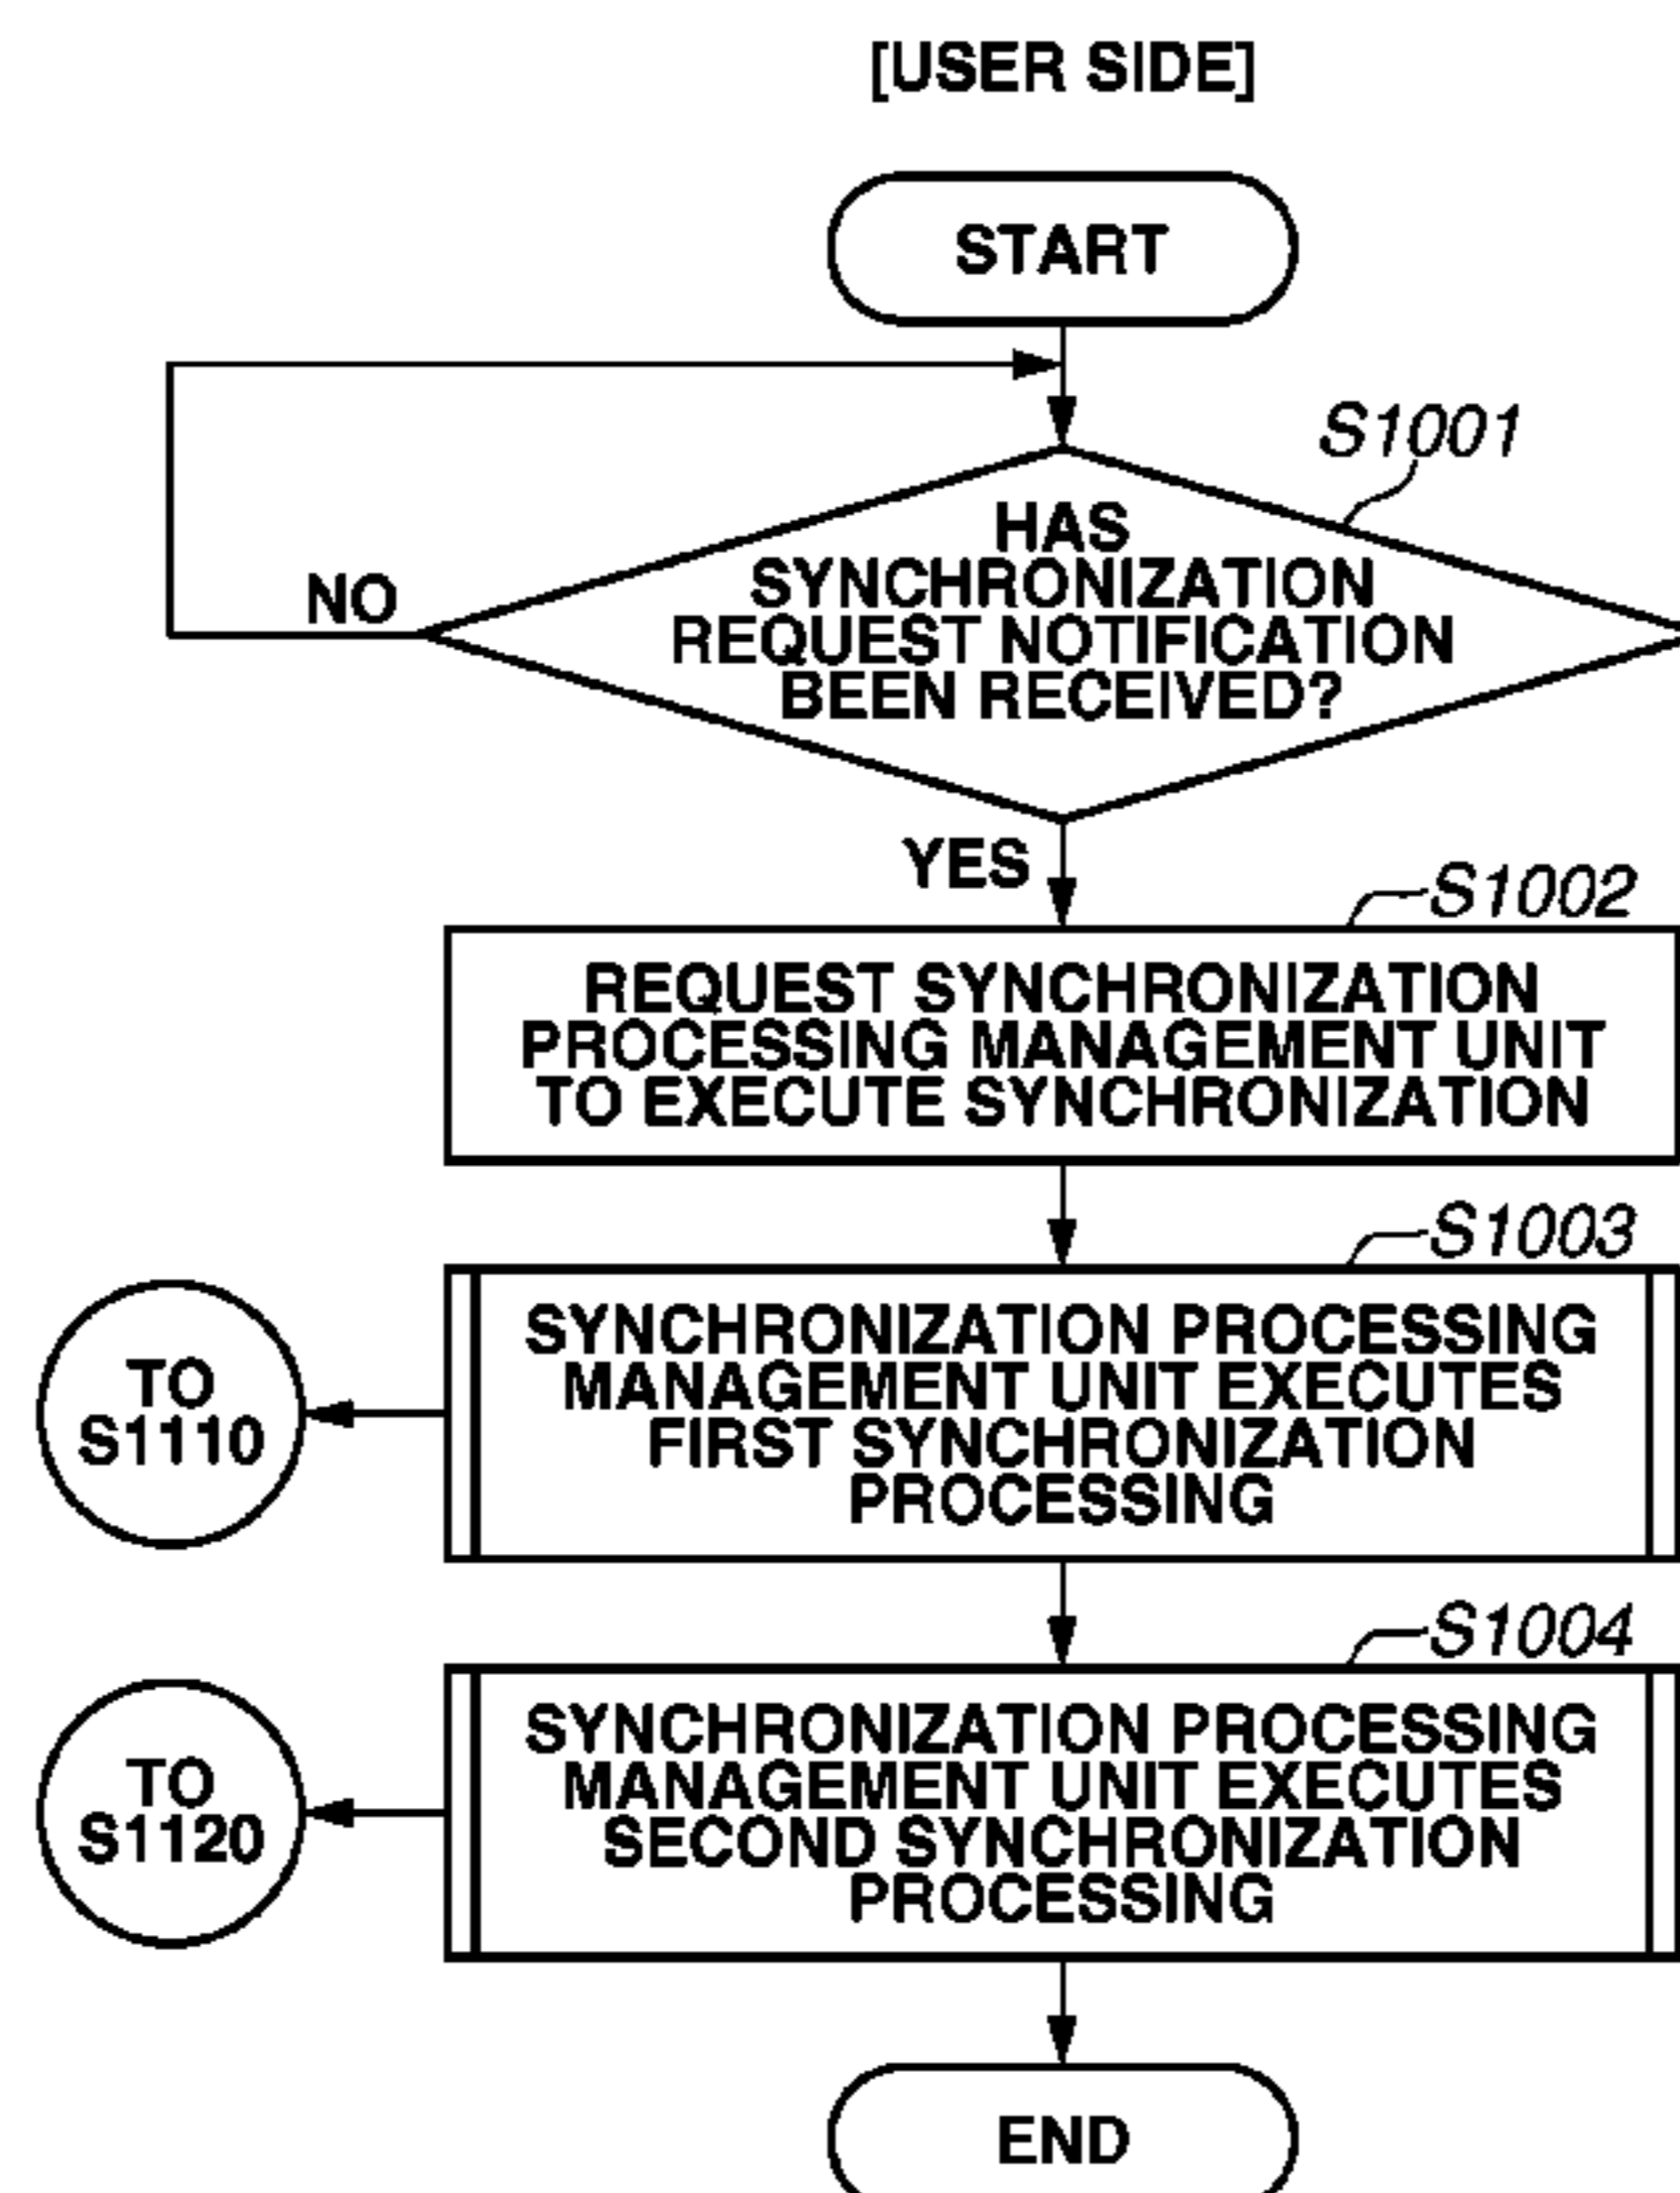 [USER SIDE]
START
S1001
HAS
SYNCHRONIZATION
REQUEST NOTIFICATION
BEEN RECEIVED?
NO
YES
S1002
REQUEST SYNCHRONIZATION
PROCESSING MANAGEMENT UNIT
TO EXECUTE SYNCHRONIZATION
S1003
SYNCHRONIZATION PROCESSING
MANAGEMENT UNIT EXECUTES
FIRST SYNCHRONIZATION
PROCESSING
TO
S1110
S1004
SYNCHRONIZATION PROCESSING
MANAGEMENT UNIT EXECUTES
SECOND SYNCHRONIZATION
PROCESSING
TO
S1120
END